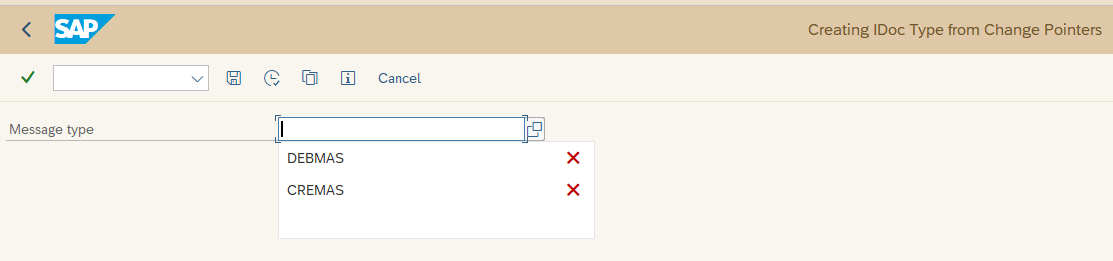 SAP
Creating IDoc Type from Change Pointers
Cancel
Message type
DEBMAS
CREMAS